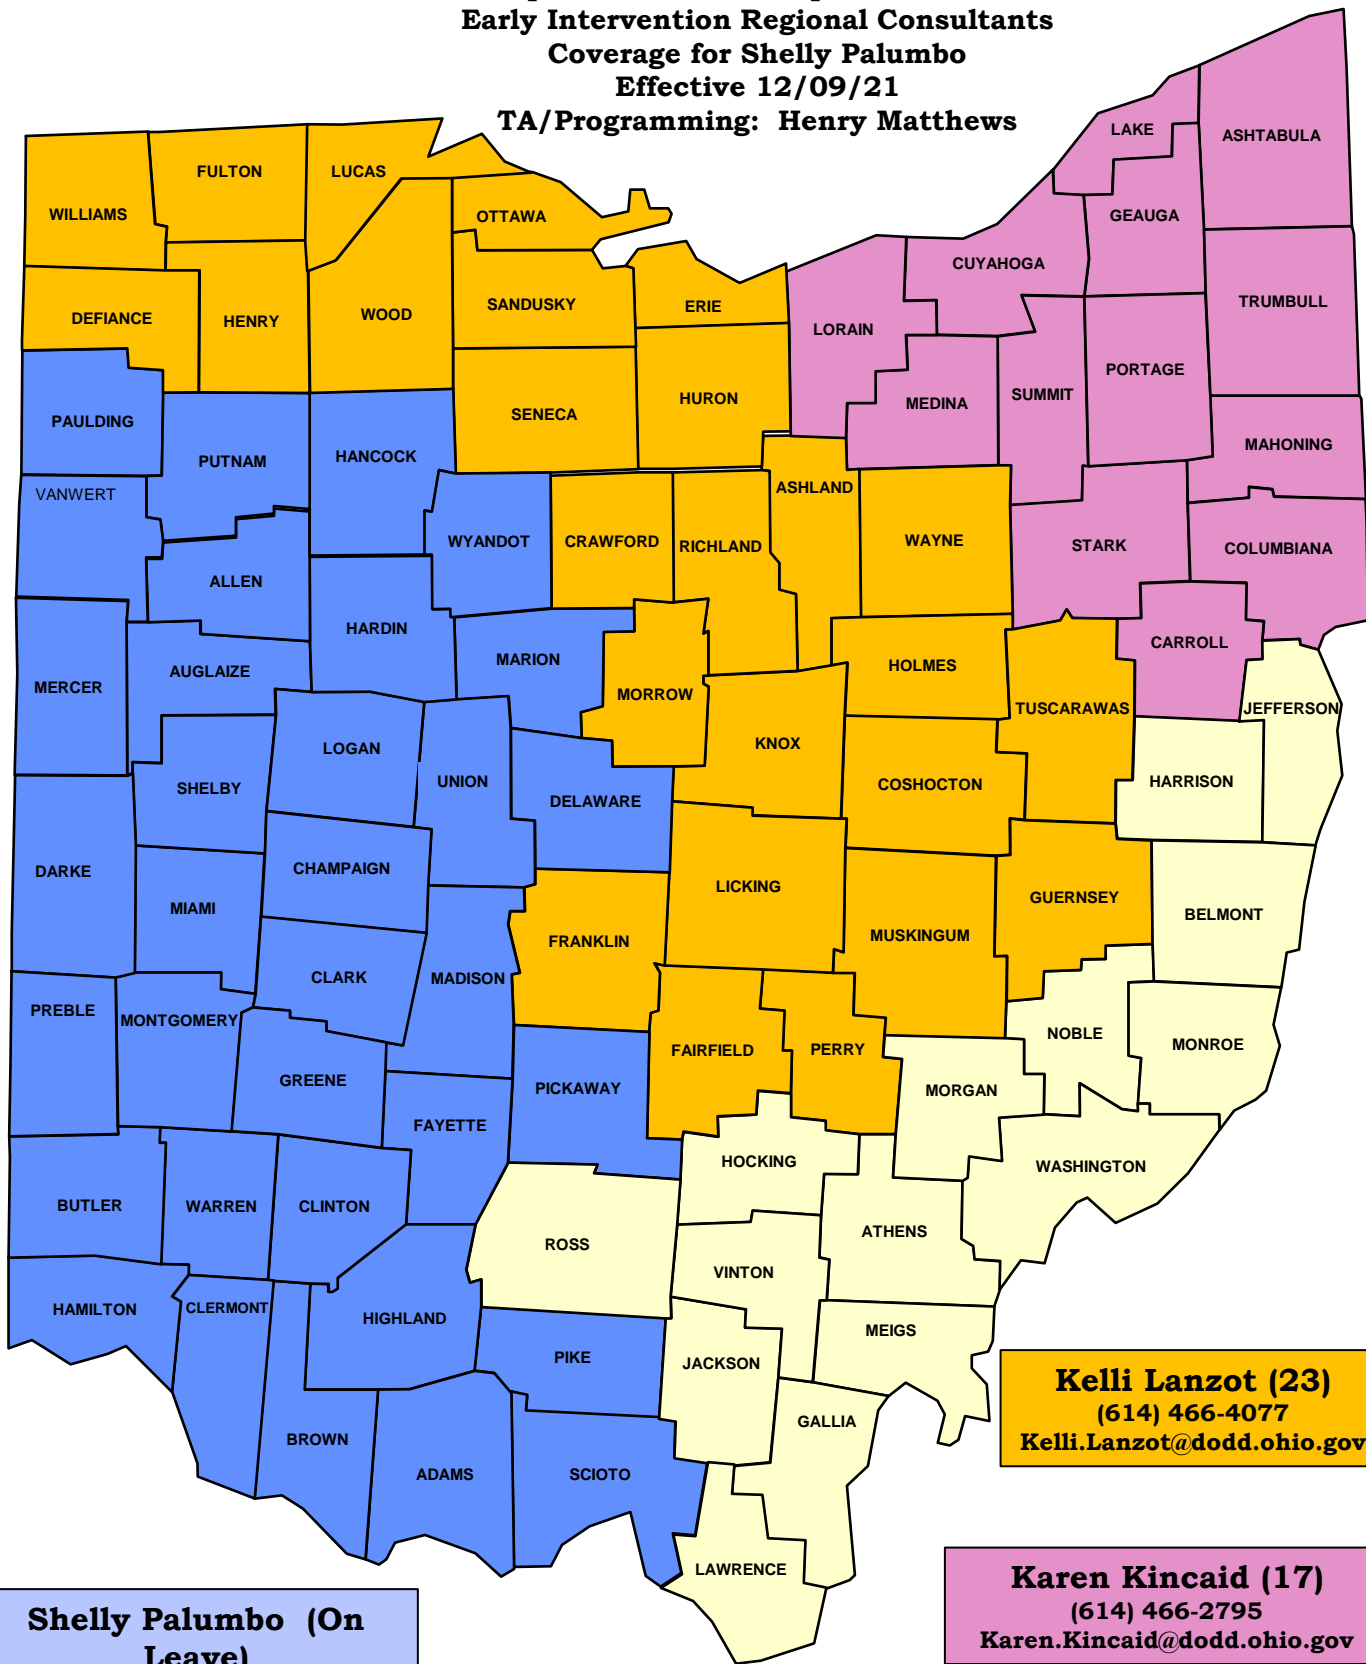 Early Intervention Regional Consultants
Coverage for Shelly Palumbo
Effective 12/09/21
TA/Programming: Henry Matthews
LAKE
ASHTABULA
FULTON
LUCAS
WILLIAMS
OTTAWA
GEAUGA
CUYAHOGA
DEFIANCE
HENRY
WOOD
SANDUSKY
ERIE
LORAIN
TRUMBULL
PAULDING
SENECA
HURON
MEDINA
SUMMIT
PORTAGE
PUTNAM
HANCOCK
MAHONING
VANWERT
ASHLAND
WYANDOT
CRAWFORD
RICHLAND
WAYNE
STARK
COLUMBIANA
ALLEN
HARDIN
MARION
HOLMES
CARROLL
MERCER
AUGLAIZE
MORROW
TUSCARAWAS
JEFFERSON
LOGAN
KNOX
SHELBY
UNION
DELAWARE
COSHOCTON
HARRISON
DARKE
CHAMPAIGN
LICKING
GUERNSEY
MIAMI
FRANKLIN
MUSKINGUM
BELMONT
CLARK
MADISON
PREBLE
MONTGOMERY
FAIRFIELD
PERRY
NOBLE
MONROE
GREENE
PICKAWAY
MORGAN
FAYETTE
HOCKING
WASHINGTON
BUTLER
WARREN
CLINTON
ROSS
ATHENS
VINTON
HAMILTON
CLERMONT
HIGHLAND
MEIGS
PIKE
JACKSON
GALLIA
BROWN
ADAMS
SCIOTO
LAWRENCE
Kelli Lanzot (23)
(614) 466-4077
Kelli.Lanzot@dodd.ohio.gov
Karen Kincaid (17)
(614) 466-2795
Karen.Kincaid@dodd.ohio.gov
Shelly Palumbo (On
Leave)